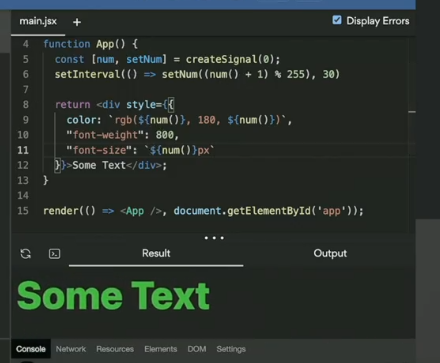 main.jsx + Display Errors
4 function App() {
5 const [num, setNum] = createSignal(0);
6 setInterval(() => setNum((num() + 1) % 255), 30)
7
8 return <div style={{
9 color: `rgb(${num()}, 180, ${num()})`,
10 "font-weight": 800,
11 "font-size": `${num()}px`
12 }}>Some Text</div>;
13 }
14
15 render(() => <App />, document.getElementById('app'));
Result Output
Some Text
Console Network Resources Elements DOM Settings